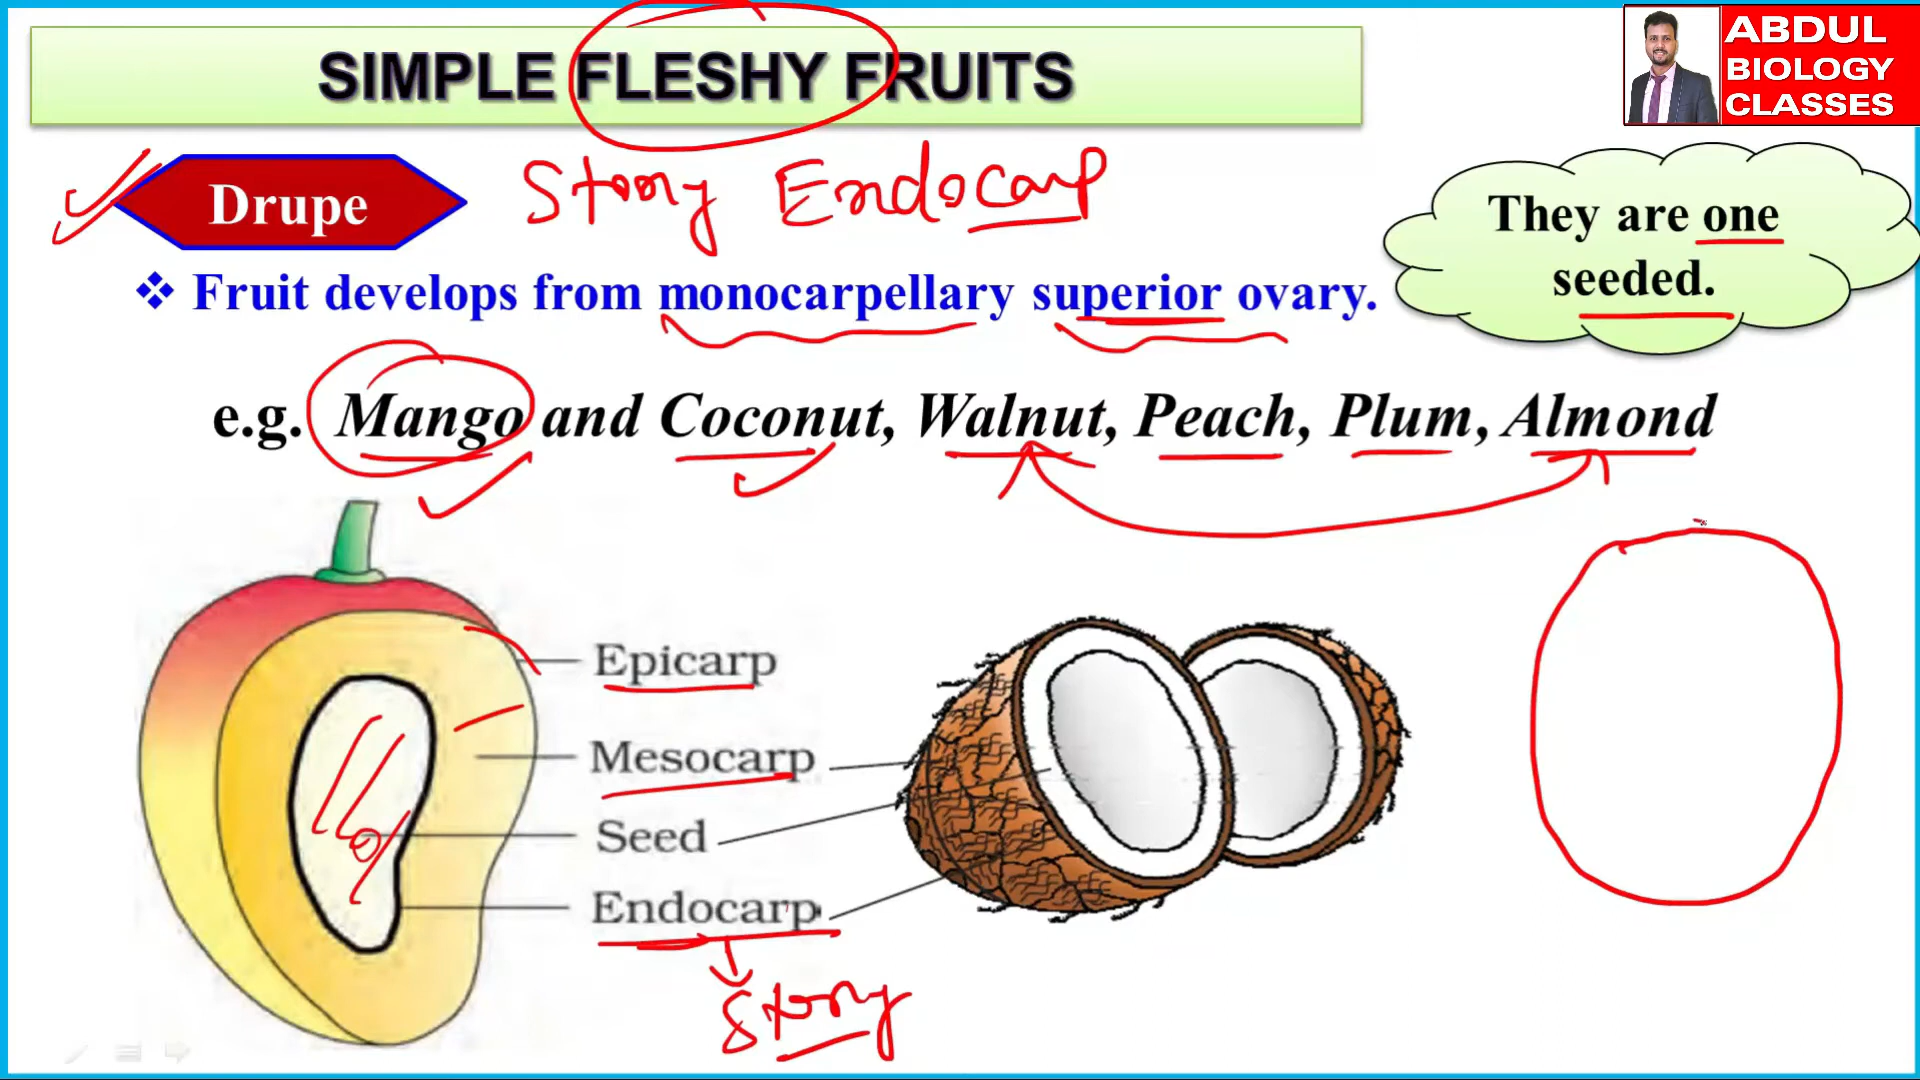 SIMPLE FLESHY FRUITS
ABDUL
BIOLOGY
CLASSES
Drupe
Stony Endocarp
They are one
seeded.
❖ Fruit develops from monocarpellary superior ovary.
e.g. Mango and Coconut, Walnut, Peach, Plum, Almond
Epicarp
Mesocarp
Seed
Endocarp
Stony